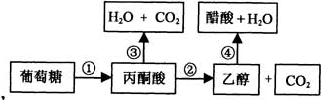 H₂O + CO₂
醋酸+H₂O
③
④
葡萄糖
①
丙酮酸
②
乙醇
+
CO₂
,